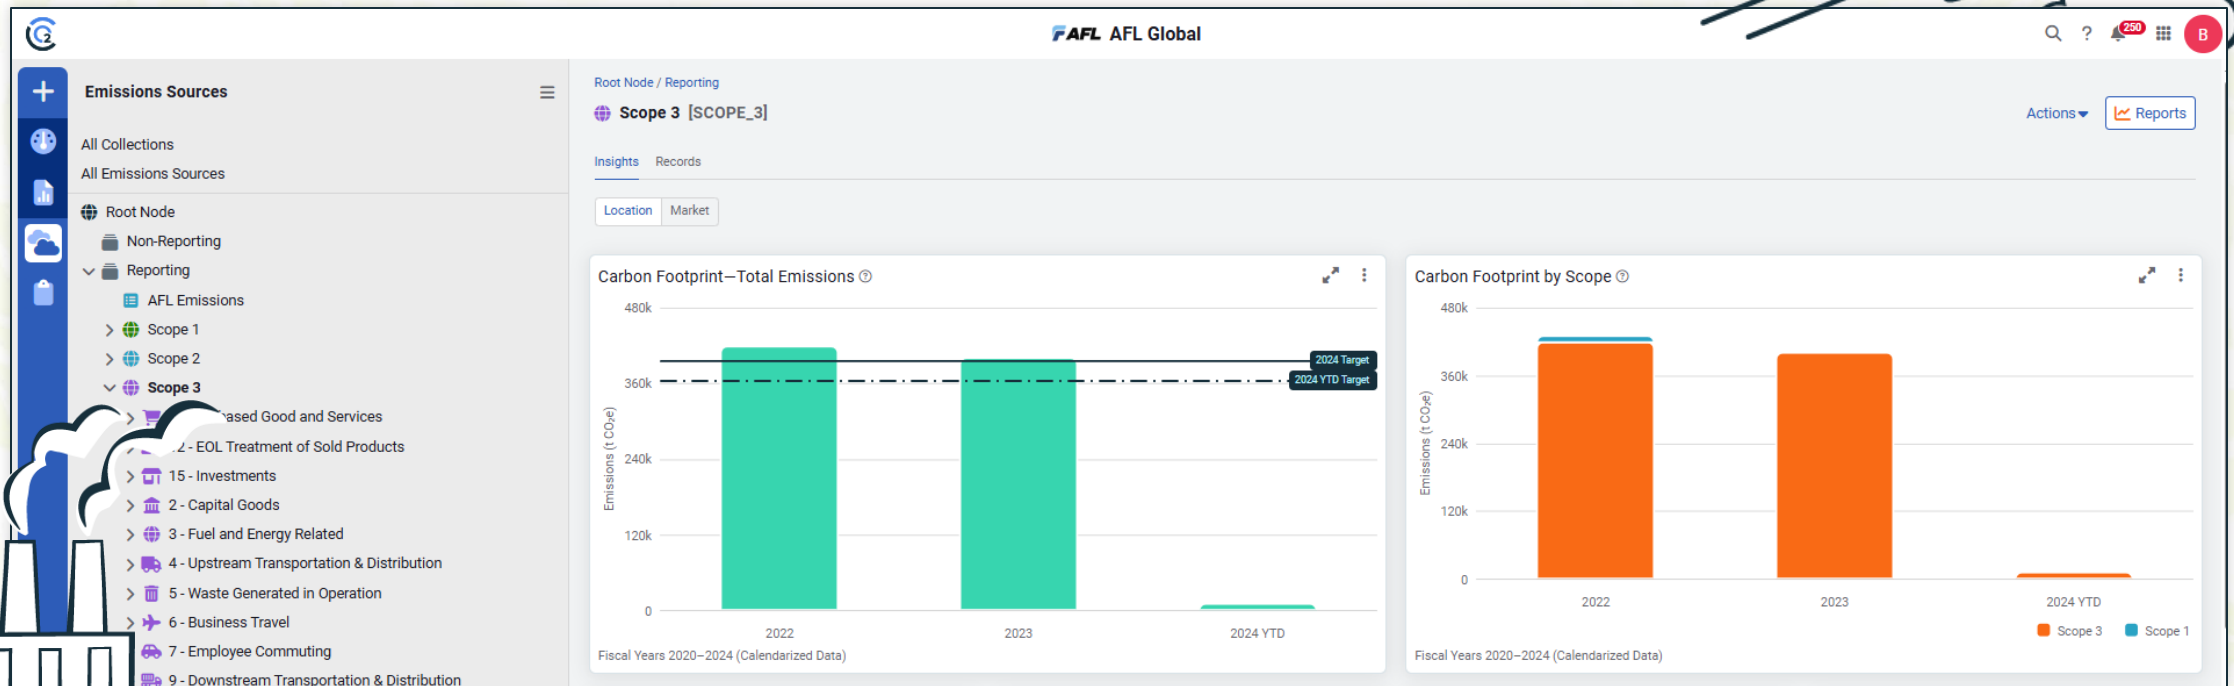 AFL AFL Global
250
B
Emissions Sources
All Collections
All Emissions Sources
Root Node
Non-Reporting
Reporting
AFL Emissions
Scope 1
Scope 2
Scope 3
Good and Services
- EOL Treatment of Sold Products
15 - Investments
2 - Capital Goods
3 - Fuel and Energy Related
4 - Upstream Transportation & Distribution
5 - Waste Generated in Operation
6 - Business Travel
7 - Employee Commuting
9 - Downstream Transportation & Distribution
Root Node / Reporting
Scope 3 [SCOPE_3]
Actions
Reports
Insights Records
Location Market
Carbon Footprint—Total Emissions
480k
360k
240k
120k
0
Emissions (t CO₂e)
2024 Target
2024 YTD Target
2022 2023 2024 YTD
Fiscal Years 2020–2024 (Calendarized Data)
Carbon Footprint by Scope
480k
360k
240k
120k
0
Emissions (t CO₂e)
2022 2023 2024 YTD
Scope 3 Scope 1
Fiscal Years 2020–2024 (Calendarized Data)